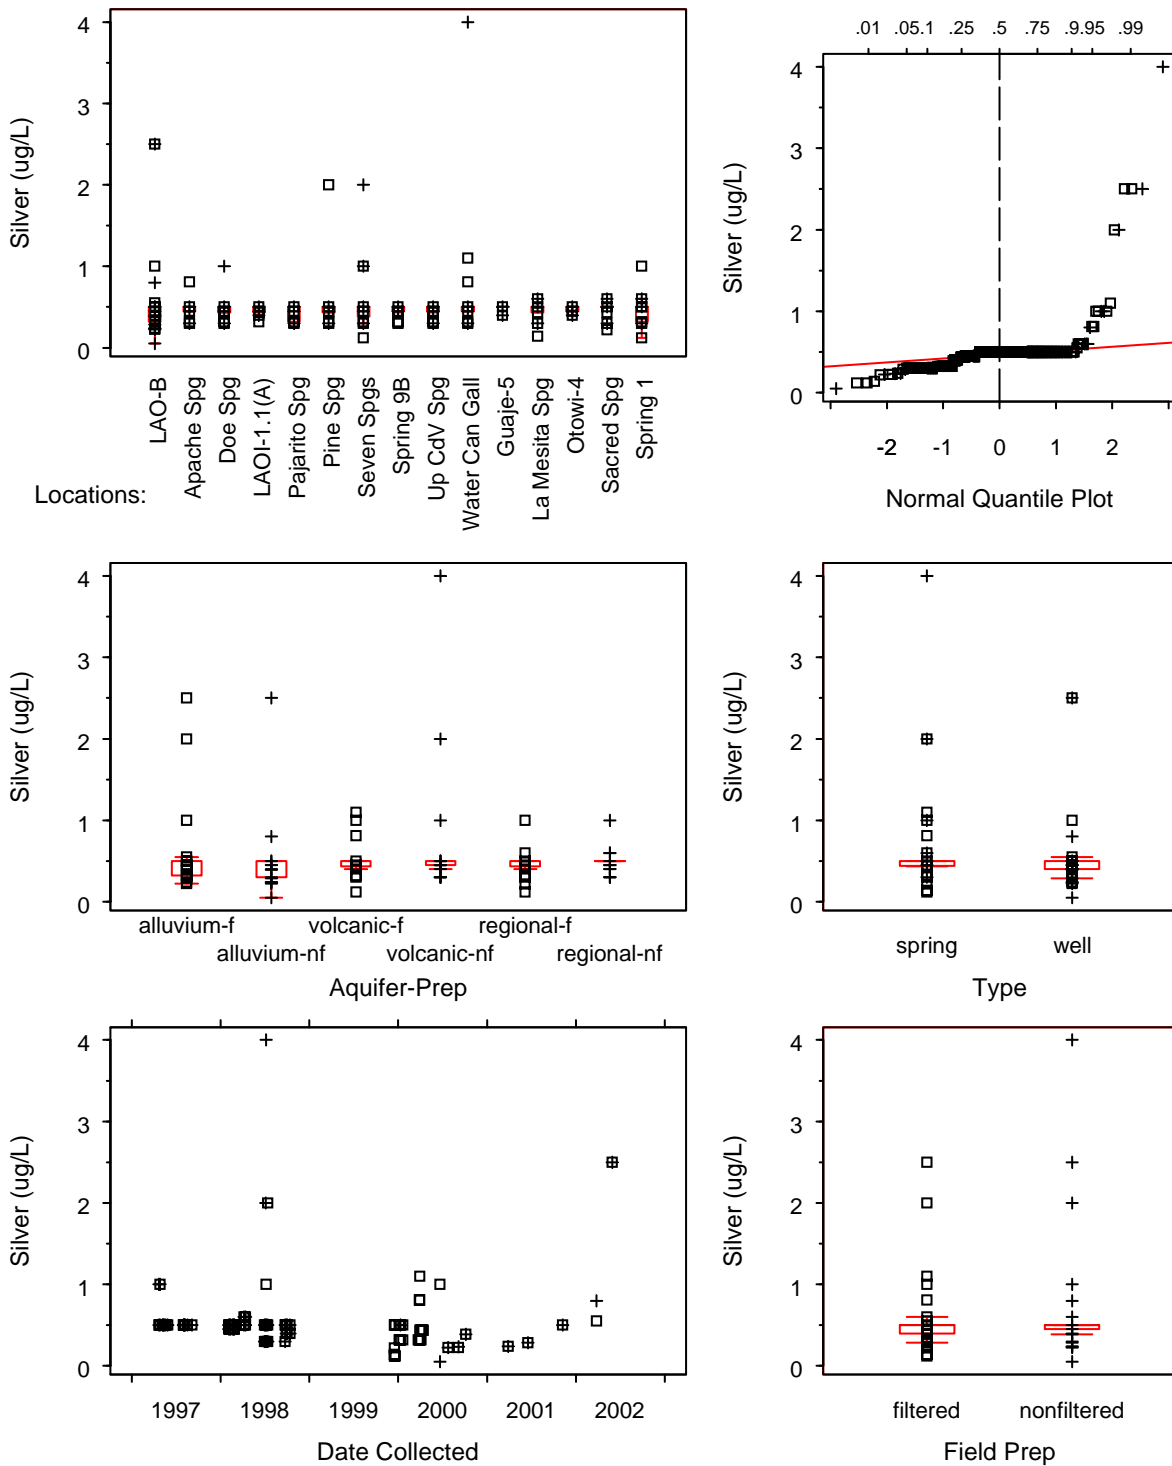 4
3
2
1
0
Silver (ug/L)
LAO-B
Apache Spg
Doe Spg
LAOI-1.1(A)
Pajarito Spg
Pine Spg
Seven Spgs
Spring 9B
Up CdV Spg
Water Can Gall
Guaje-5
La Mesita Spg
Otowi-4
Sacred Spg
Spring 1
Locations:
.01 .05 .1 .25 .5 .75 .9 .95 .99
4
3
2
1
0
Silver (ug/L)
-2 -1 0 1 2
Normal Quantile Plot
4
3
2
1
0
Silver (ug/L)
alluvium-f volcanic-f regional-f
alluvium-nf volcanic-nf regional-nf
Aquifer-Prep
4
3
2
1
0
Silver (ug/L)
spring well
Type
4
3
2
1
0
Silver (ug/L)
1997 1998 1999 2000 2001 2002
Date Collected
4
3
2
1
0
Silver (ug/L)
filtered nonfiltered
Field Prep